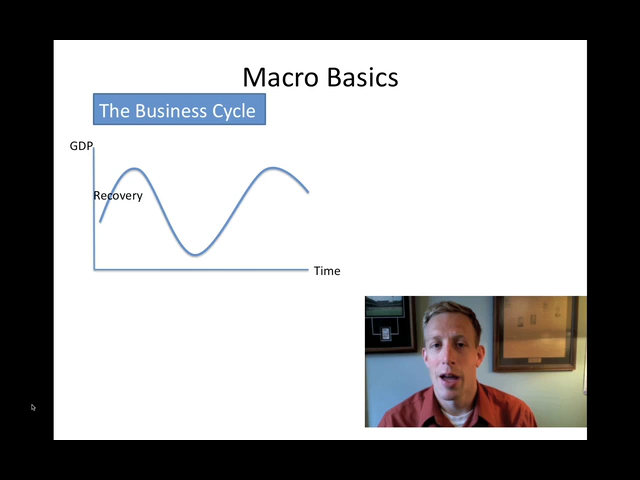 Macro Basics
The Business Cycle
GDP
Recovery
Time